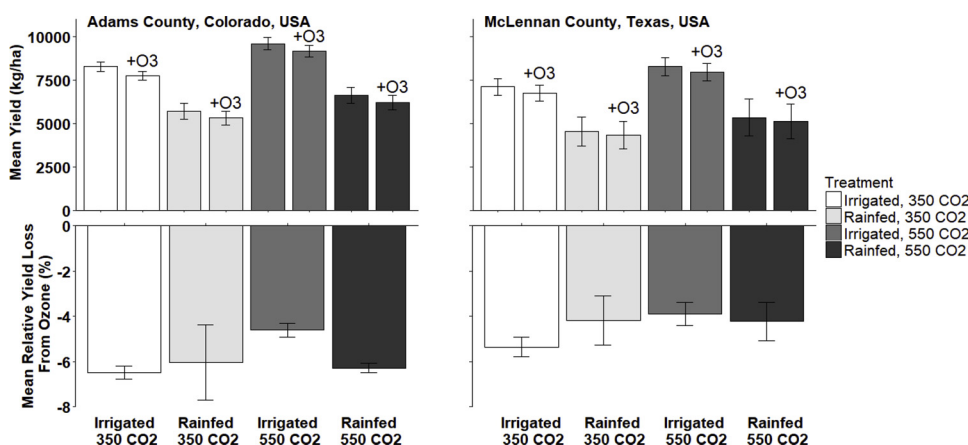 Adams County, Colorado, USA
McLennan County, Texas, USA
Mean Yield (kg/ha)
10000
7500
5000
2500
0
+O3
+O3
+O3
+O3
+O3
+O3
+O3
+O3
Mean Relative Yield Loss
From Ozone (%)
0
-2
-4
-6
-8
Irrigated
350 CO2
Rainfed
350 CO2
Irrigated
550 CO2
Rainfed
550 CO2
Irrigated
350 CO2
Rainfed
350 CO2
Irrigated
550 CO2
Rainfed
550 CO2
Treatment
Irrigated, 350 CO2
Rainfed, 350 CO2
Irrigated, 550 CO2
Rainfed, 550 CO2